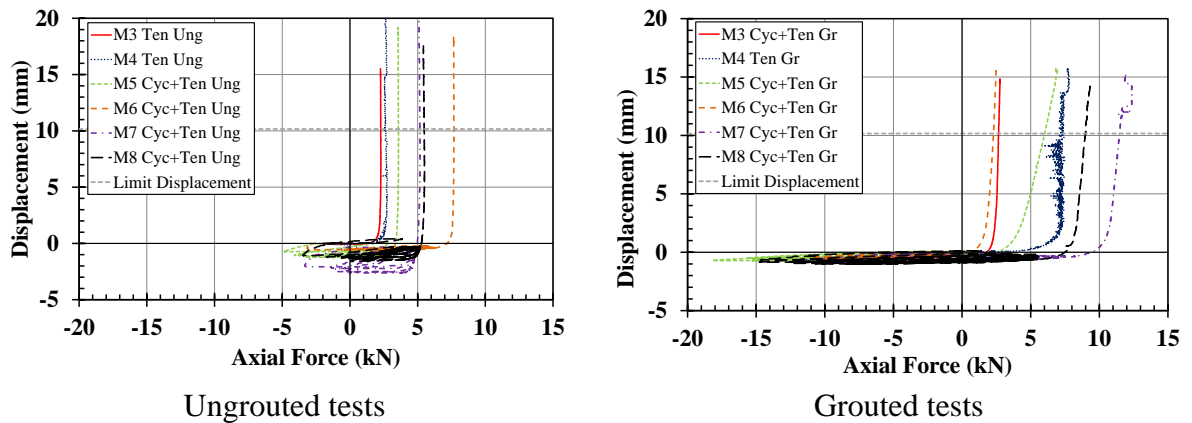 20
15
10
5
0
-5
Displacement (mm)
M3 Ten Ung
M4 Ten Ung
M5 Cyc+Ten Ung
M6 Cyc+Ten Ung
M7 Cyc+Ten Ung
M8 Cyc+Ten Ung
Limit Displacement
-20 -15 -10 -5 0 5 10 15
Axial Force (kN)
Ungrouted tests
20
15
10
5
0
-5
Displacement (mm)
M3 Cyc+Ten Gr
M4 Ten Gr
M5 Cyc+Ten Gr
M6 Cyc+Ten Gr
M7 Cyc+Ten Gr
M8 Cyc+Ten Gr
Limit Displacement
-20 -15 -10 -5 0 5 10 15
Axial Force (kN)
Grouted tests